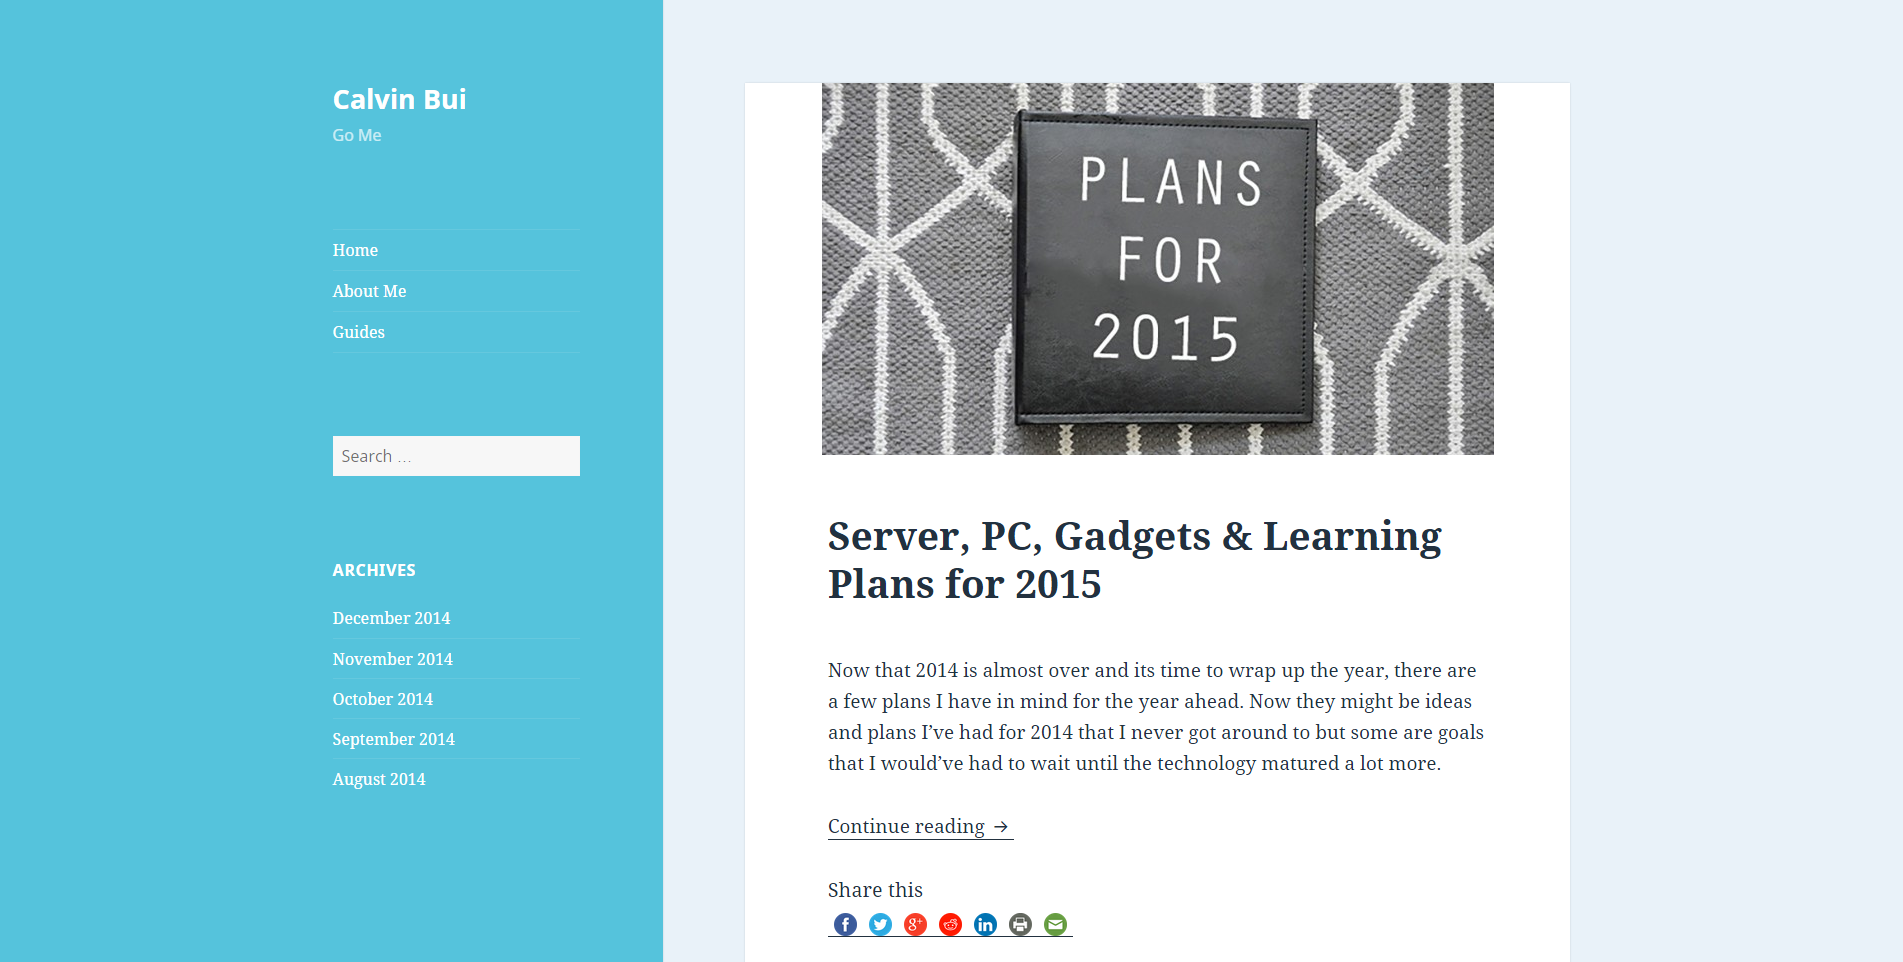 Calvin Bui
Go Me
Home
About Me
Guides
Search ...
ARCHIVES
December 2014
November 2014
October 2014
September 2014
August 2014
PLANS
FOR
2015
Server, PC, Gadgets & Learning
Plans for 2015
Now that 2014 is almost over and its time to wrap up the year, there are
a few plans I have in mind for the year ahead. Now they might be ideas
and plans I’ve had for 2014 that I never got around to but some are goals
that I would’ve had to wait until the technology matured a lot more.
Continue reading →
Share this